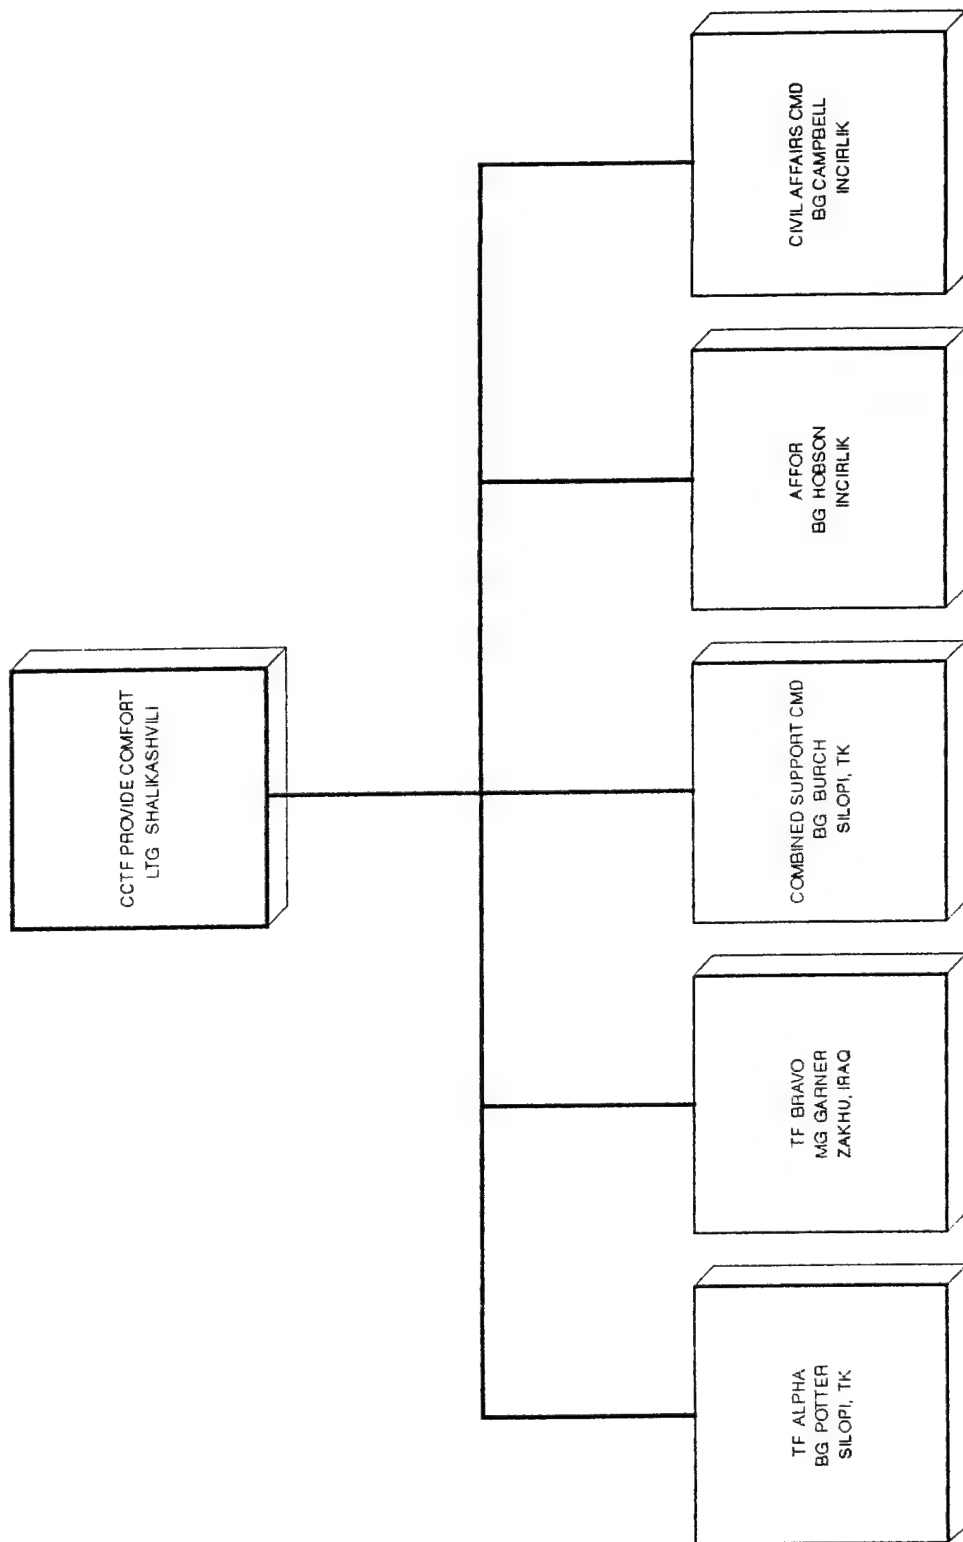 CCTF PROVIDE COMFORT
LTG SHALIKASHVILI
TF ALPHA
BG POTTER
SILOPI, TK
TF BRAVO
MG GARNER
ZAKHU, IRAQ
COMBINED SUPPORT CMD
BG BURCH
SILOPI, TK
AFFOR
BG HOBSON
INCIRLIK
CIVIL AFFAIRS CMD
BG CAMPBELL
INCIRLIK